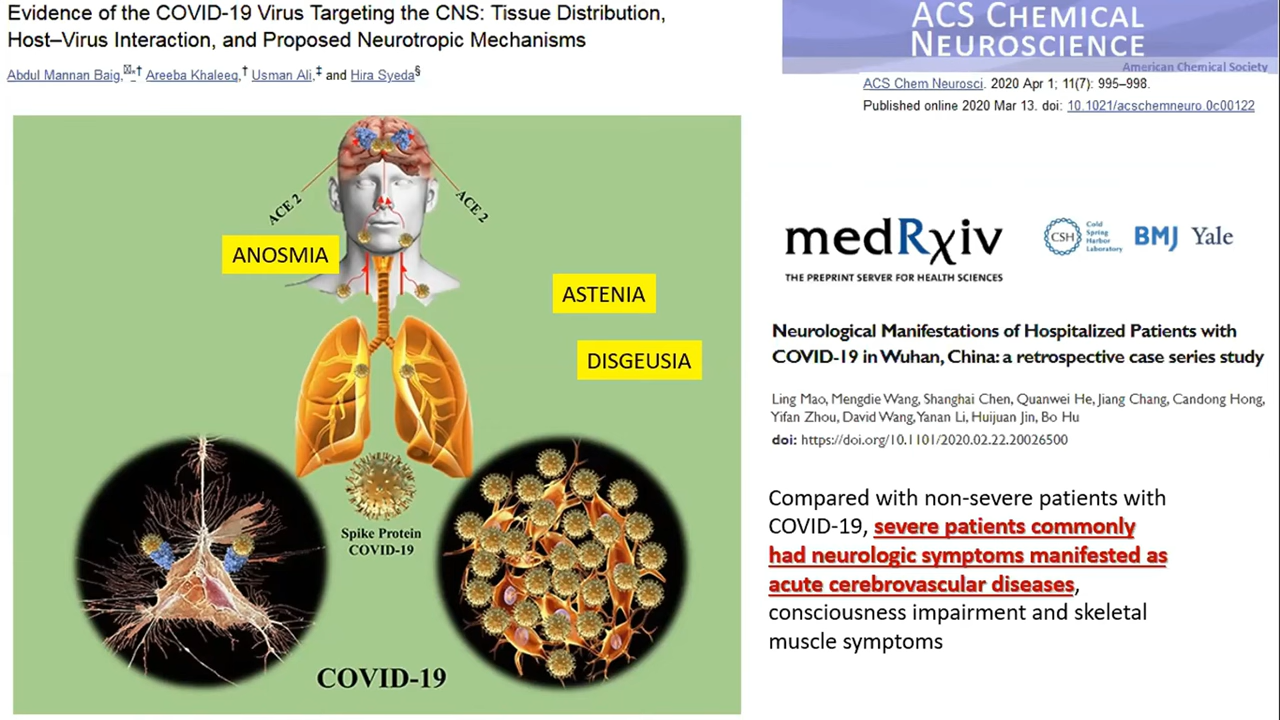 Evidence of the COVID-19 Virus Targeting the CNS: Tissue Distribution,
Host–Virus Interaction, and Proposed Neurotropic Mechanisms
Abdul Mannan Baig,*† Areeba Khaleeq,† Usman Ali,‡ and Hira Syeda§
ACS CHEMICAL
NEUROSCIENCE
American Chemical Society
ACS Chem Neurosci. 2020 Apr 1; 11(7): 995–998.
Published online 2020 Mar 13. doi: 10.1021/acschemneuro.0c00122
ACE 2
ACE 2
ANOSMIA
ASTENIA
DISGEUSIA
Spike Protein
COVID-19
COVID-19
medRxiv
THE PREPRINT SERVER FOR HEALTH SCIENCES
CSH
Cold
Spring
Harbor
Laboratory
BMJ
Yale
Neurological Manifestations of Hospitalized Patients with
COVID-19 in Wuhan, China: a retrospective case series study
Ling Mao, Mengdie Wang, Shanghai Chen, Quanwei He, Jiang Chang, Candong Hong,
Yifan Zhou, David Wang, Yanan Li, Huijuan Jin, Bo Hu
doi: https://doi.org/10.1101/2020.02.22.20026500
Compared with non-severe patients with
COVID-19, severe patients commonly
had neurologic symptoms manifested as
acute cerebrovascular diseases,
consciousness impairment and skeletal
muscle symptoms